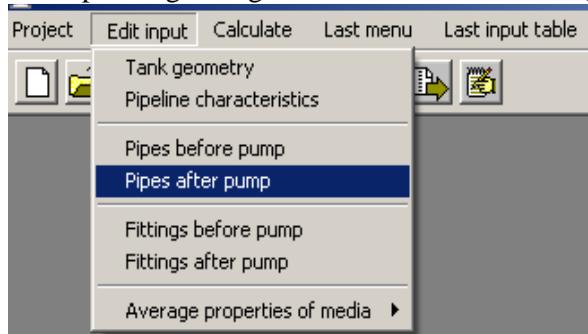 Project Edit input Calculate Last menu Last input table
Tank geometry
Pipeline characteristics
Pipes before pump
Pipes after pump
Fittings before pump
Fittings after pump
Average properties of media